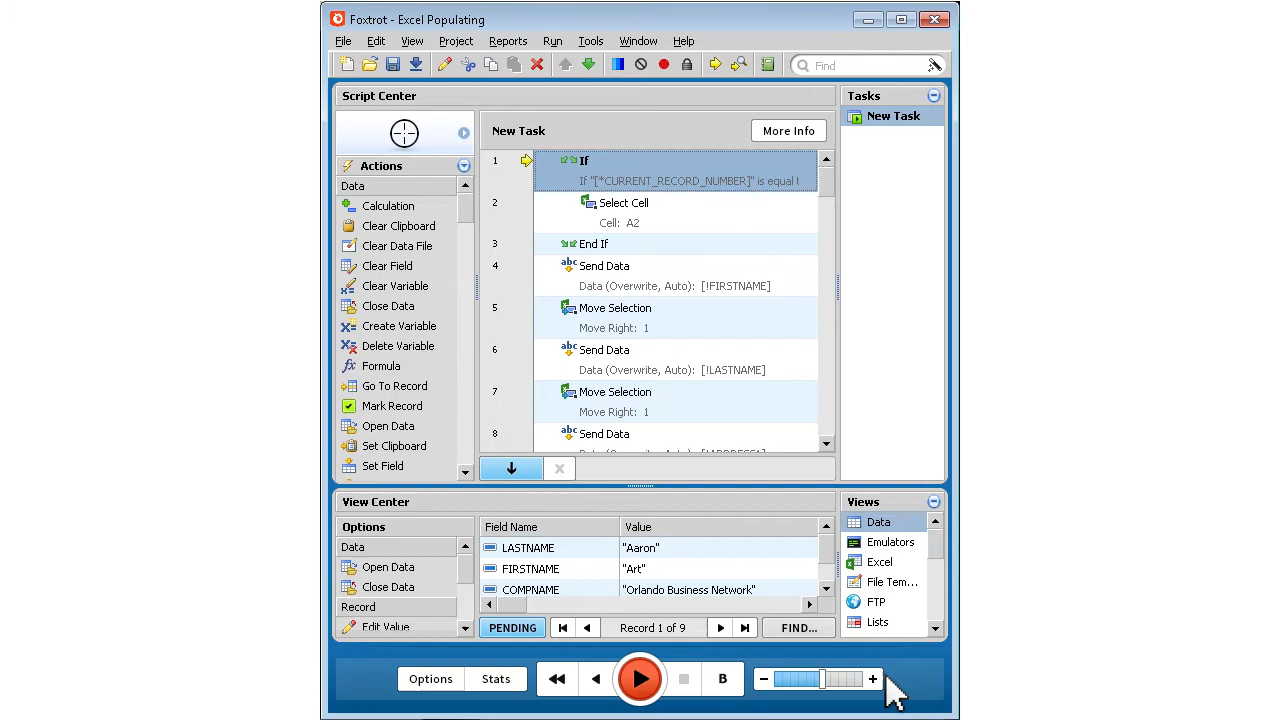 Foxtrot - Excel Populating
File Edit View Project Reports Run Tools Window Help
Find
Script Center
Tasks
New Task
New Task
More Info
Actions
Data
Calculation
Clear Clipboard
Clear Data File
Clear Field
Clear Variable
Close Data
Create Variable
Delete Variable
Formula
Go To Record
Mark Record
Open Data
Set Clipboard
Set Field
1 If
If "[*CURRENT_RECORD_NUMBER]" is equal t
2 Select Cell
Cell: A2
3 End If
4 Send Data
Data (Overwrite, Auto): [!FIRSTNAME]
5 Move Selection
Move Right: 1
6 Send Data
Data (Overwrite, Auto): [!LASTNAME]
7 Move Selection
Move Right: 1
8 Send Data
View Center
Views
Options
Data
Open Data
Close Data
Record
Edit Value
Field Name Value
LASTNAME "Aaron"
FIRSTNAME "Art"
COMPNAME "Orlando Business Network"
PENDING Record 1 of 9 FIND...
Data
Emulators
Excel
File Tem...
FTP
Lists
Options Stats B